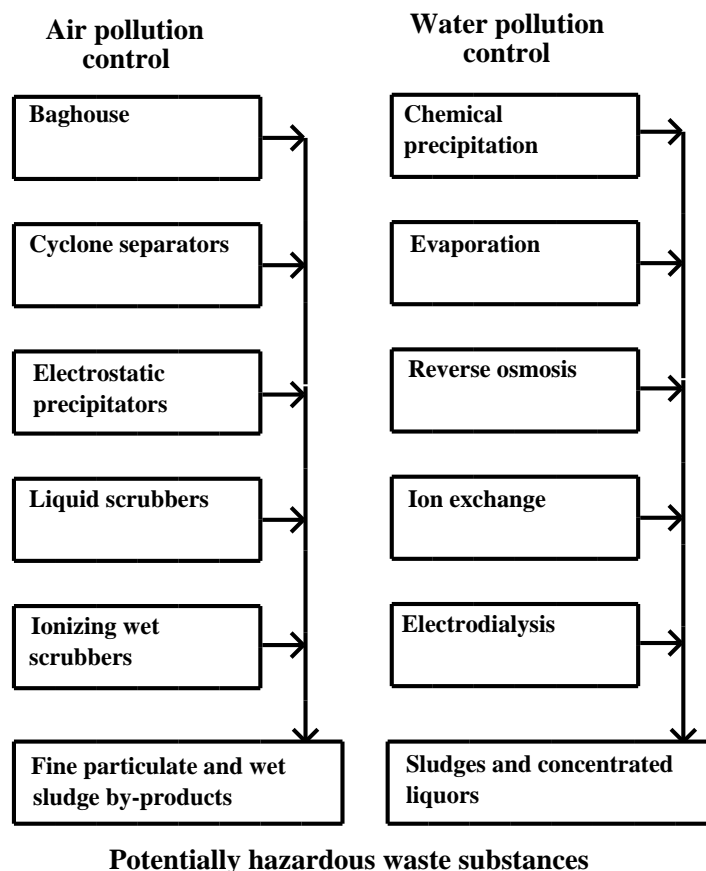 Air pollution
control
Baghouse
Cyclone separators
Electrostatic
precipitators
Liquid scrubbers
Ionizing wet
scrubbers
Fine particulate and wet
sludge by-products
Water pollution
control
Chemical
precipitation
Evaporation
Reverse osmosis
Ion exchange
Electrodialysis
Sludges and concentrated
liquors
Potentially hazardous waste substances